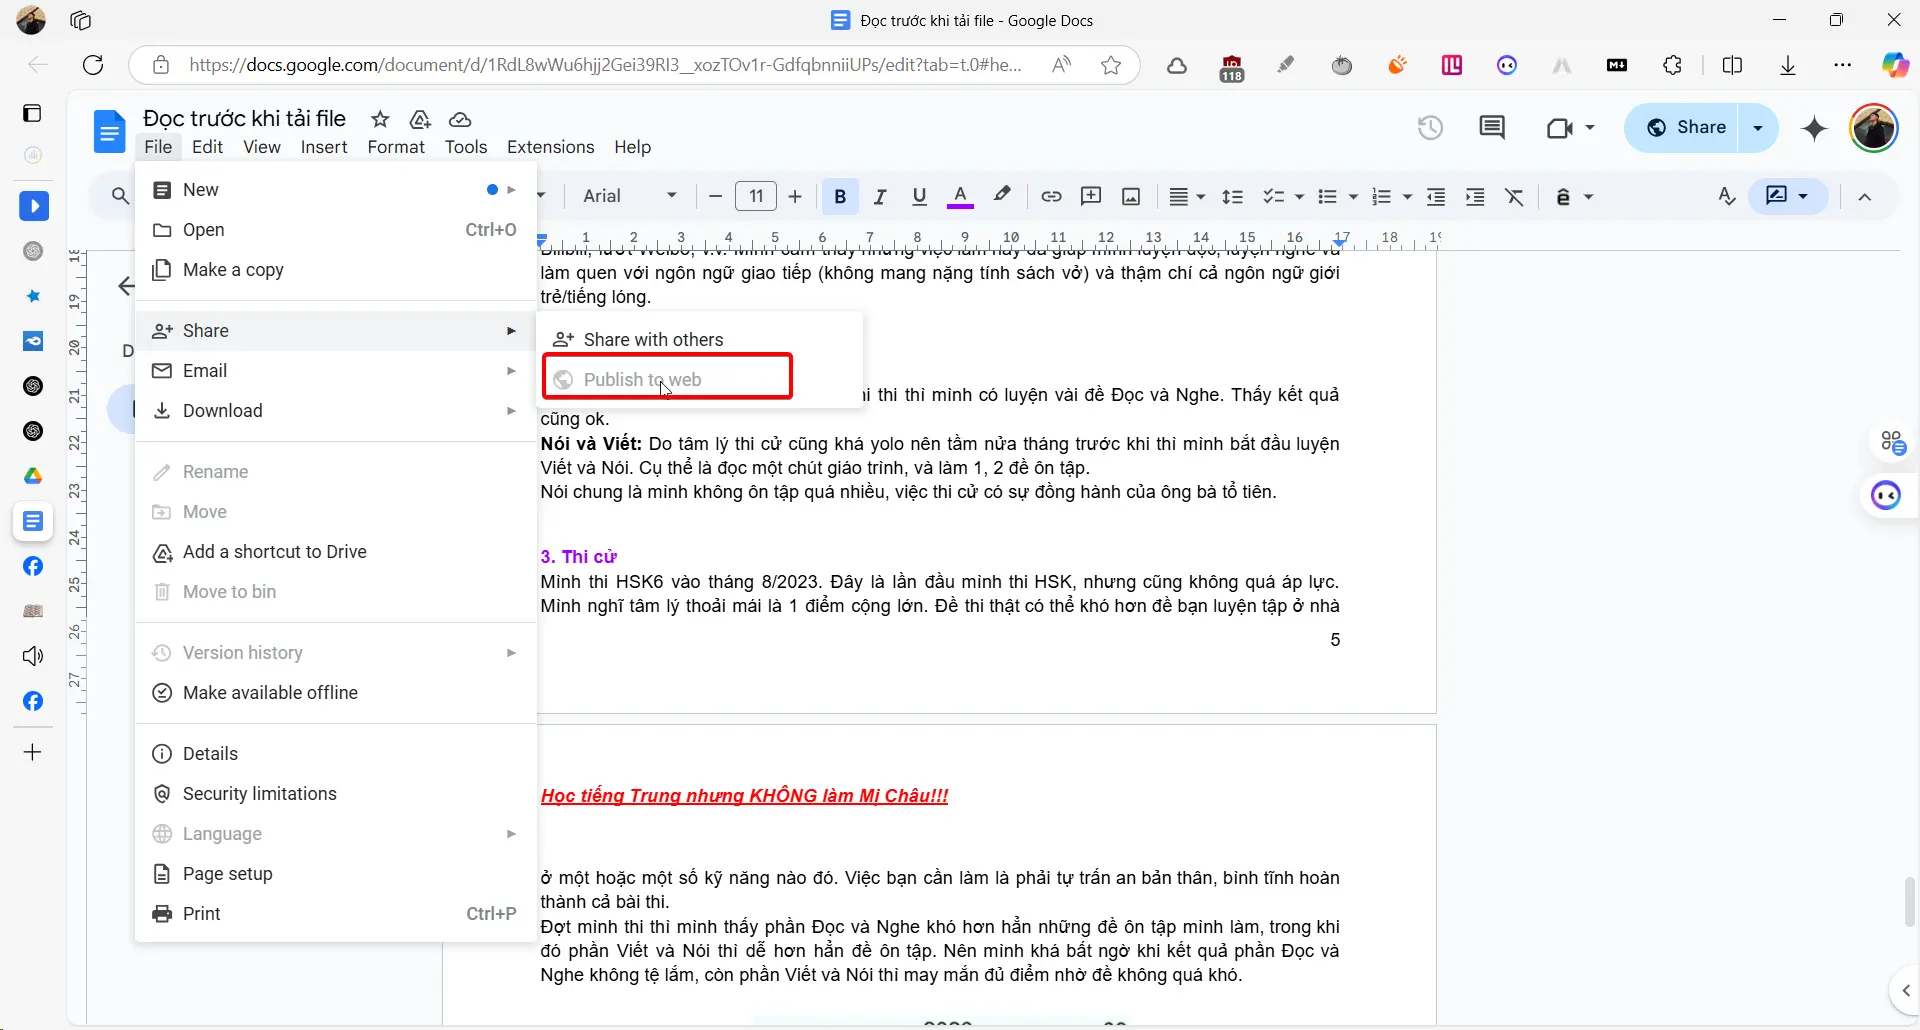 Đọc trước khi tải file - Google Docs
https://docs.google.com/document/d/1RdL8wWu6hjj2Gei39RI3__xozTOv1r-GdfqbnniiUPs/edit?tab=t.0#he...
118
Đọc trước khi tải file
File Edit View Insert Format Tools Extensions Help
Share
Arial 11 B I U A
New
Open Ctrl+O
Make a copy
Share
Email
Download
Rename
Move
Add a shortcut to Drive
Move to bin
Version history
Make available offline
Details
Security limitations
Language
Page setup
Print Ctrl+P
Share with others
Publish to web
1 2 3 4 5 6 7 8 9 10 11 12 13 14 15 16 17 18
18
19
20
21
22
23
24
25
26
27
làm quen với ngôn ngữ giao tiếp (không mang nặng tính sách vở) và thậm chí cả ngôn ngữ giới
trẻ/tiếng lóng.
thi thì mình có luyện vài đề Đọc và Nghe. Thấy kết quả
cũng ok.
Nói và Viết: Do tâm lý thi cử cũng khá yolo nên tầm nửa tháng trước khi thi mình bắt đầu luyện
Viết và Nói. Cụ thể là đọc một chút giáo trình, và làm 1, 2 đề ôn tập.
Nói chung là mình không ôn tập quá nhiều, việc thi cử có sự đồng hành của ông bà tổ tiên.
3. Thi cử
Mình thi HSK6 vào tháng 8/2023. Đây là lần đầu mình thi HSK, nhưng cũng không quá áp lực.
Mình nghĩ tâm lý thoải mái là 1 điểm cộng lớn. Đề thi thật có thể khó hơn đề bạn luyện tập ở nhà
5
Học tiếng Trung nhưng KHÔNG làm Mị Châu!!!
ở một hoặc một số kỹ năng nào đó. Việc bạn cần làm là phải tự trấn an bản thân, bình tĩnh hoàn
thành cả bài thi.
Đợt mình thi thì mình thấy phần Đọc và Nghe khó hơn hẳn những đề ôn tập mình làm, trong khi
đó phần Viết và Nói thì dễ hơn hẳn đề ôn tập. Nên mình khá bất ngờ khi kết quả phần Đọc và
Nghe không tệ lắm, còn phần Viết và Nói thì may mắn đủ điểm nhờ đề không quá khó.